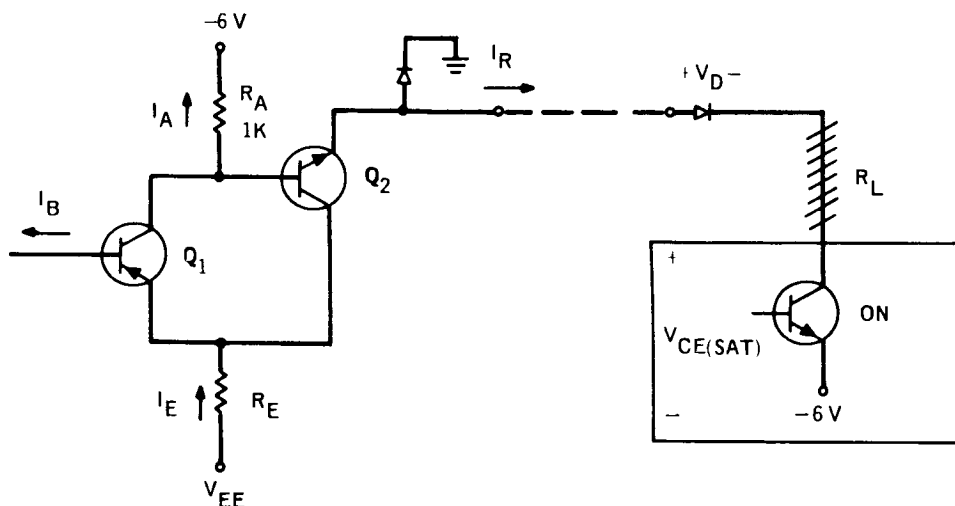 –6 V
I_A
R_A
1K
I_B
Q_1
Q_2
I_R
+V_D–
R_L
+
V_CE(SAT)
–
ON
–6 V
I_E
R_E
V_EE